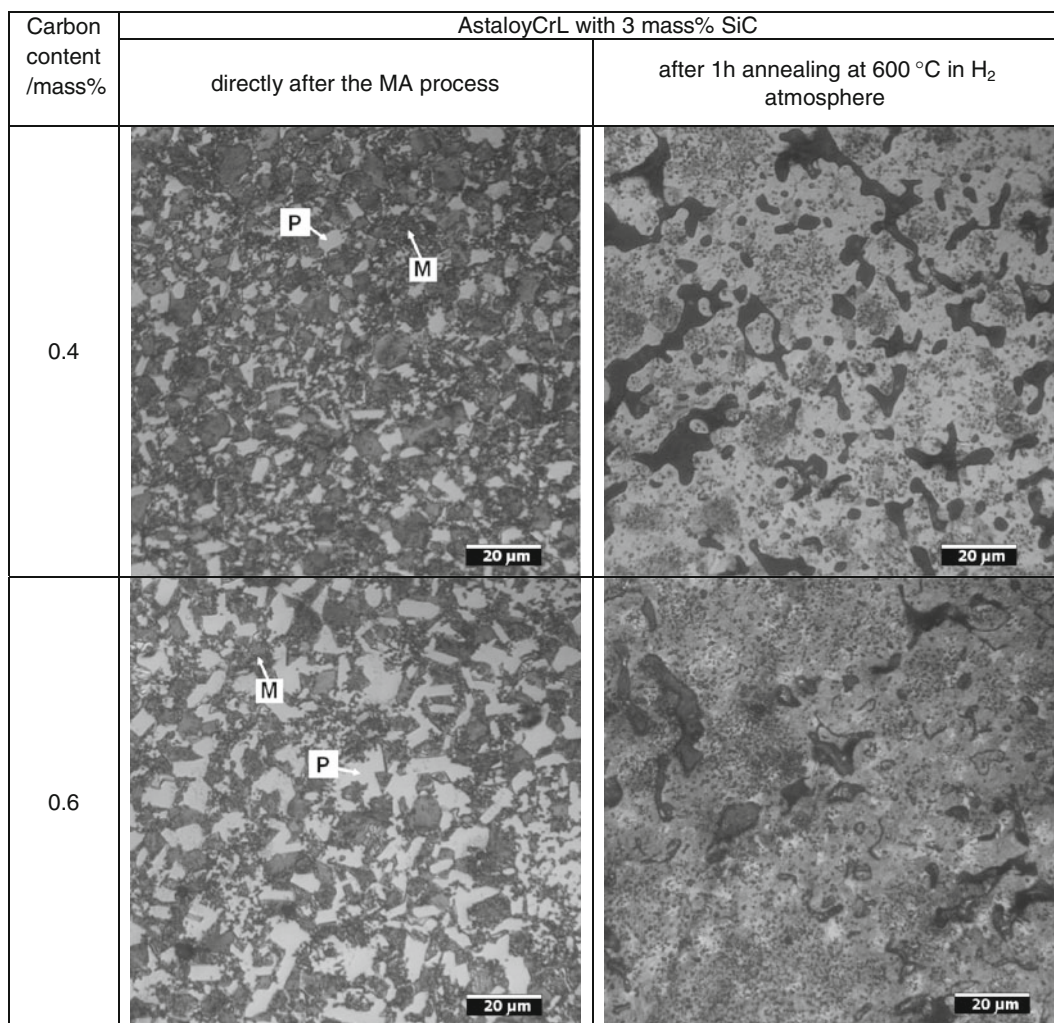 Carbon
content
/mass%
AstaloyCrL with 3 mass% SiC
directly after the MA process
after 1h annealing at 600 °C in H₂
atmosphere
0.4
P
M
20 µm
20 µm
0.6
M
P
20 µm
20 µm